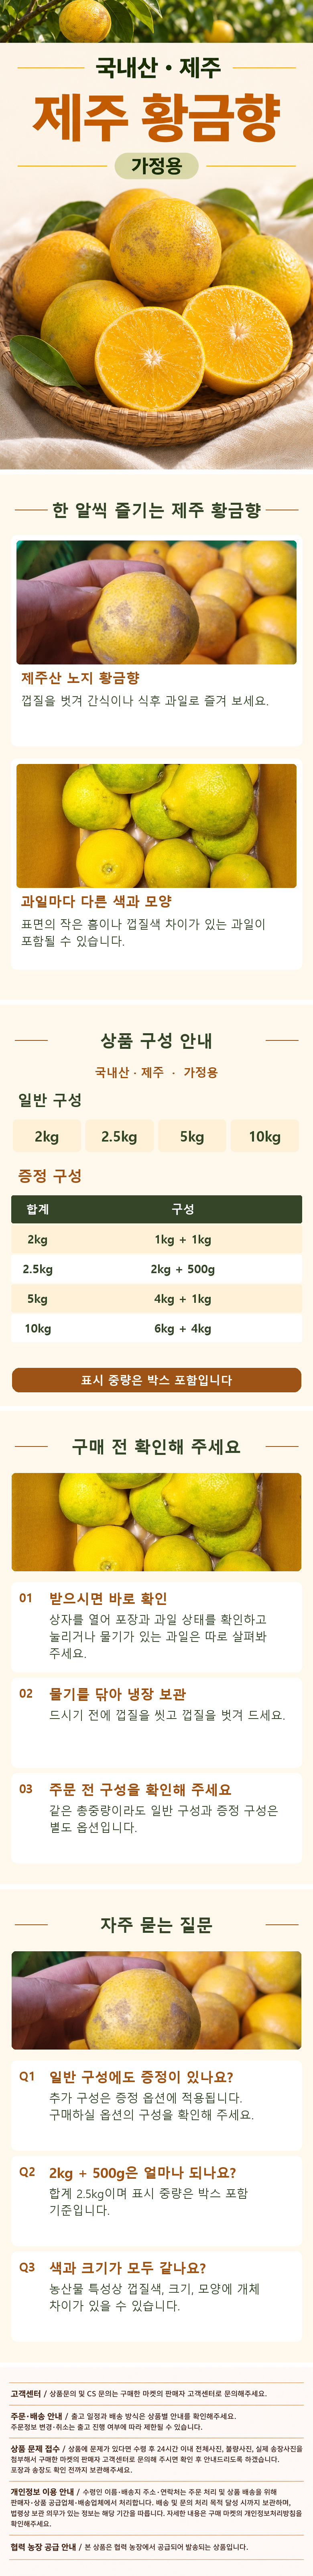 국내산 · 제주
제주 황금향
가정용
한 알씩 즐기는 제주 황금향
제주산 노지 황금향
껍질을 벗겨 간식이나 식후 과일로 즐겨 보세요.
과일마다 다른 색과 모양
표면의 작은 흠이나 껍질색 차이가 있는 과일이
포함될 수 있습니다.
상품 구성 안내
국내산 · 제주 · 가정용
일반 구성
2kg 2.5kg 5kg 10kg
증정 구성
합계 구성
2kg 1kg + 1kg
2.5kg 2kg + 500g
5kg 4kg + 1kg
10kg 6kg + 4kg
표시 중량은 박스 포함입니다
구매 전 확인해 주세요
01 받으시면 바로 확인
상자를 열어 포장과 과일 상태를 확인하고
눌리거나 물기가 있는 과일은 따로 살펴봐
주세요.
02 물기를 닦아 냉장 보관
드시기 전에 껍질을 씻고 껍질을 벗겨 드세요.
03 주문 전 구성을 확인해 주세요
같은 총중량이라도 일반 구성과 증정 구성은
별도 옵션입니다.
자주 묻는 질문
Q1 일반 구성에도 증정이 있나요?
추가 구성은 증정 옵션에 적용됩니다.
구매하실 옵션의 구성을 확인해 주세요.
Q2 2kg + 500g은 얼마나 되나요?
합계 2.5kg이며 표시 중량은 박스 포함
기준입니다.
Q3 색과 크기가 모두 같나요?
농산물 특성상 껍질색, 크기, 모양에 개체
차이가 있을 수 있습니다.
고객센터 / 상품문의 및 CS 문의는 구매한 마켓의 판매자 고객센터로 문의해주세요.
주문·배송 안내 / 출고 일정과 배송 방식은 상품별 안내를 확인해주세요.
주문정보 변경·취소는 출고 진행 여부에 따라 제한될 수 있습니다.
상품 문제 접수 / 상품에 문제가 있다면 수령 후 24시간 이내 전체사진, 불량사진, 실제 송장사진을
첨부해서 구매한 마켓의 판매자 고객센터로 문의해 주시면 확인 후 안내드리도록 하겠습니다.
포장과 송장도 확인 전까지 보관해주세요.
개인정보 이용 안내 / 수령인 이름·배송지 주소·연락처는 주문 처리 및 상품 배송을 위해
판매자·상품 공급업체·배송업체에서 처리합니다. 배송 및 문의 처리 목적 달성 시까지 보관하며,
법령상 보관 의무가 있는 정보는 해당 기간을 따릅니다. 자세한 내용은 구매 마켓의 개인정보처리방침을
확인해주세요.
협력 농장 공급 안내 / 본 상품은 협력 농장에서 공급되어 발송되는 상품입니다.